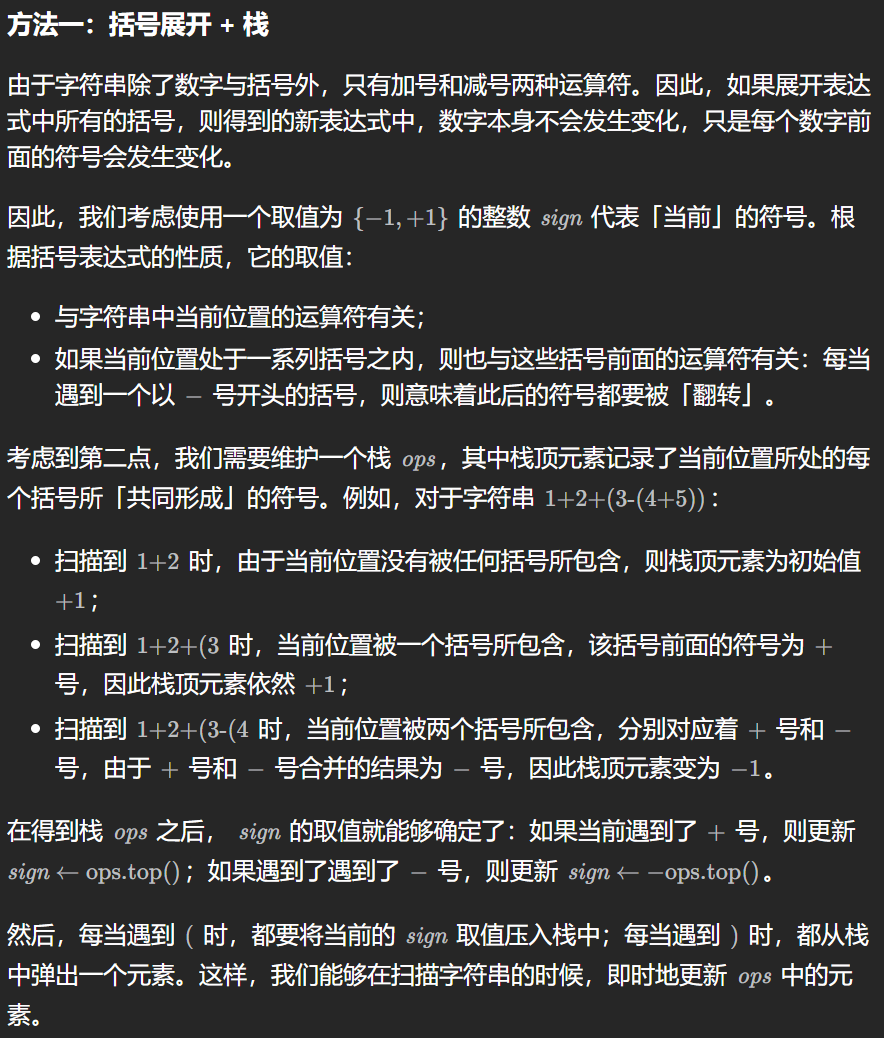 方法一：括号展开 + 栈
由于字符串除了数字与括号外，只有加号和减号两种运算符。因此，如果展开表达
式中所有的括号，则得到的新表达式中，数字本身不会发生变化，只是每个数字前
面的符号会发生变化。
因此，我们考虑使用一个取值为 {−1, +1} 的整数 sign 代表「当前」的符号。根
据括号表达式的性质，它的取值：
• 与字符串中当前位置的运算符有关；
• 如果当前位置处于一系列括号之内，则也与这些括号前面的运算符有关：每当
遇到一个以 − 号开头的括号，则意味着此后的符号都要被「翻转」。
考虑到第二点，我们需要维护一个栈 ops，其中栈顶元素记录了当前位置所处的每
个括号所「共同形成」的符号。例如，对于字符串 1+2+(3-(4+5))：
• 扫描到 1+2 时，由于当前位置没有被任何括号所包含，则栈顶元素为初始值
+1；
• 扫描到 1+2+(3 时，当前位置被一个括号所包含，该括号前面的符号为 +
号，因此栈顶元素依然 +1；
• 扫描到 1+2+(3-(4 时，当前位置被两个括号所包含，分别对应着 + 号和 −
号，由于 + 号和 − 号合并的结果为 − 号，因此栈顶元素变为 −1。
在得到栈 ops 之后， sign 的取值就能够确定了：如果当前遇到了 + 号，则更新
sign ← ops.top()；如果遇到了遇到了 − 号，则更新 sign ← −ops.top()。
然后，每当遇到 ( 时，都要将当前的 sign 取值压入栈中；每当遇到 ) 时，都从栈
中弹出一个元素。这样，我们能够在扫描字符串的时候，即时地更新 ops 中的元
素。